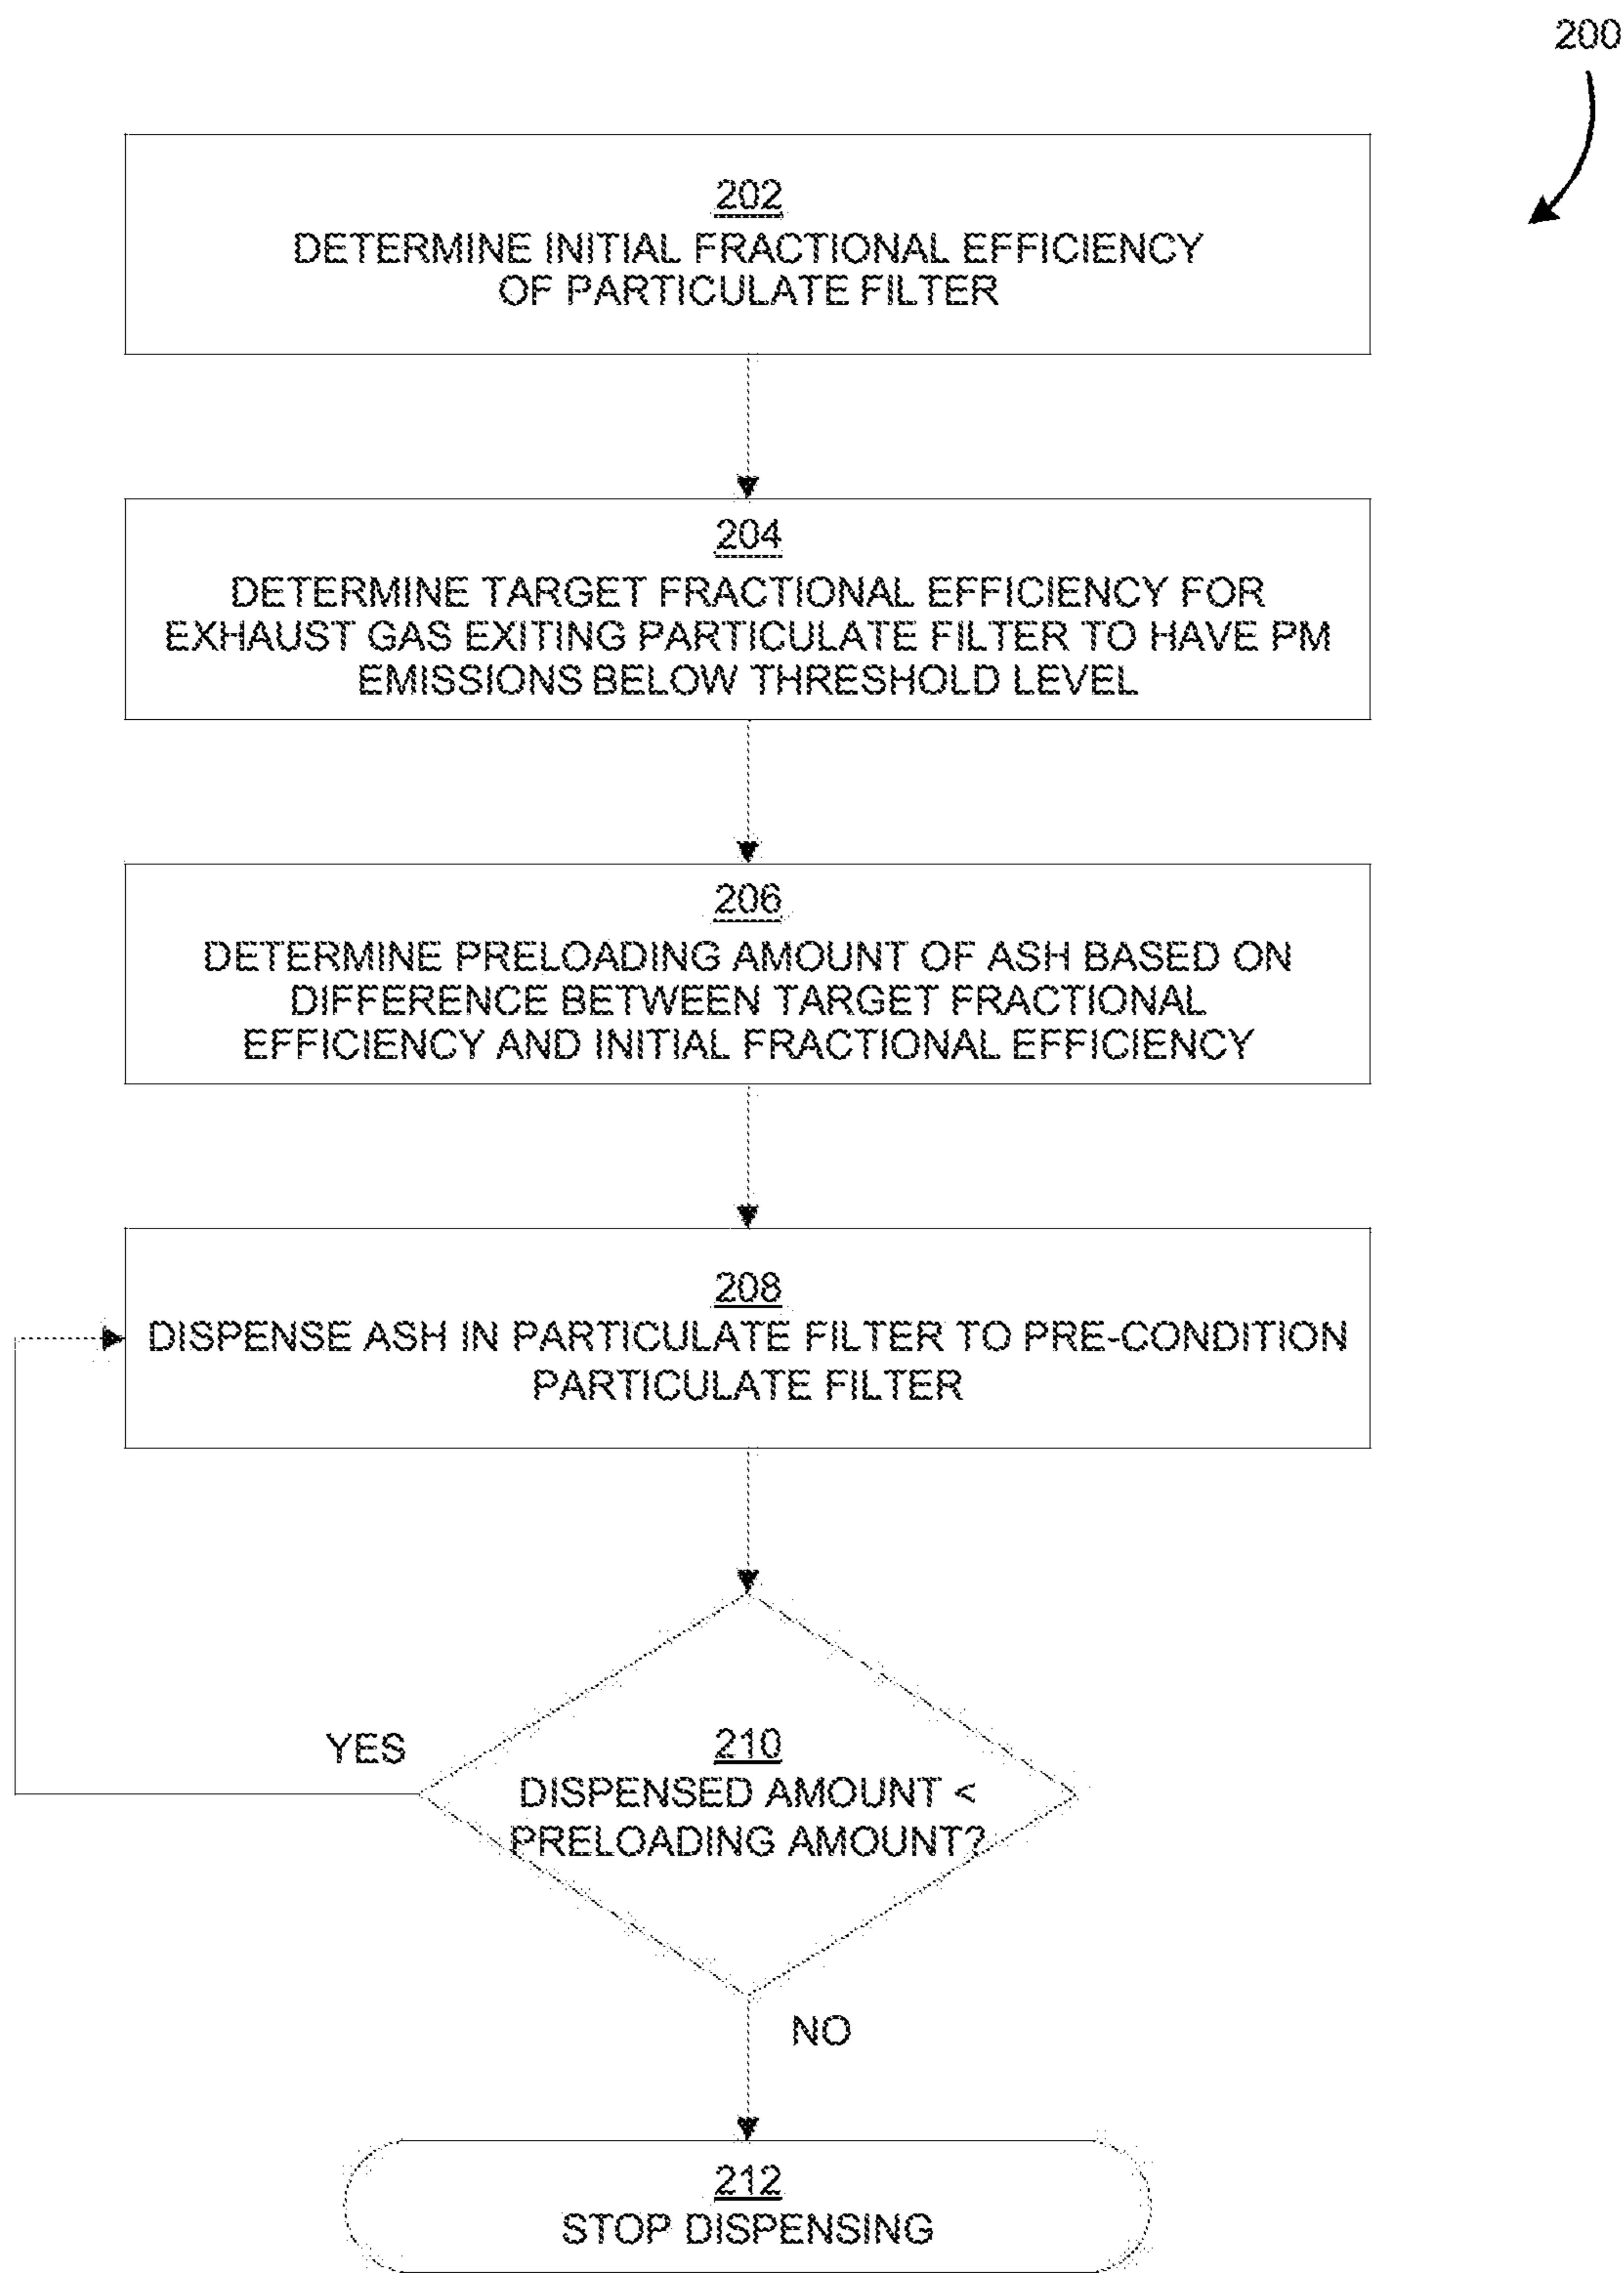 200
202
DETERMINE INITIAL FRACTIONAL EFFICIENCY
OF PARTICULATE FILTER
204
DETERMINE TARGET FRACTIONAL EFFICIENCY FOR
EXHAUST GAS EXITING PARTICULATE FILTER TO HAVE PM
EMISSIONS BELOW THRESHOLD LEVEL
206
DETERMINE PRELOADING AMOUNT OF ASH BASED ON
DIFFERENCE BETWEEN TARGET FRACTIONAL
EFFICIENCY AND INITIAL FRACTIONAL EFFICIENCY
208
DISPENSE ASH IN PARTICULATE FILTER TO PRE-CONDITION
PARTICULATE FILTER
YES
210
DISPENSED AMOUNT <
PRELOADING AMOUNT?
NO
212
STOP DISPENSING